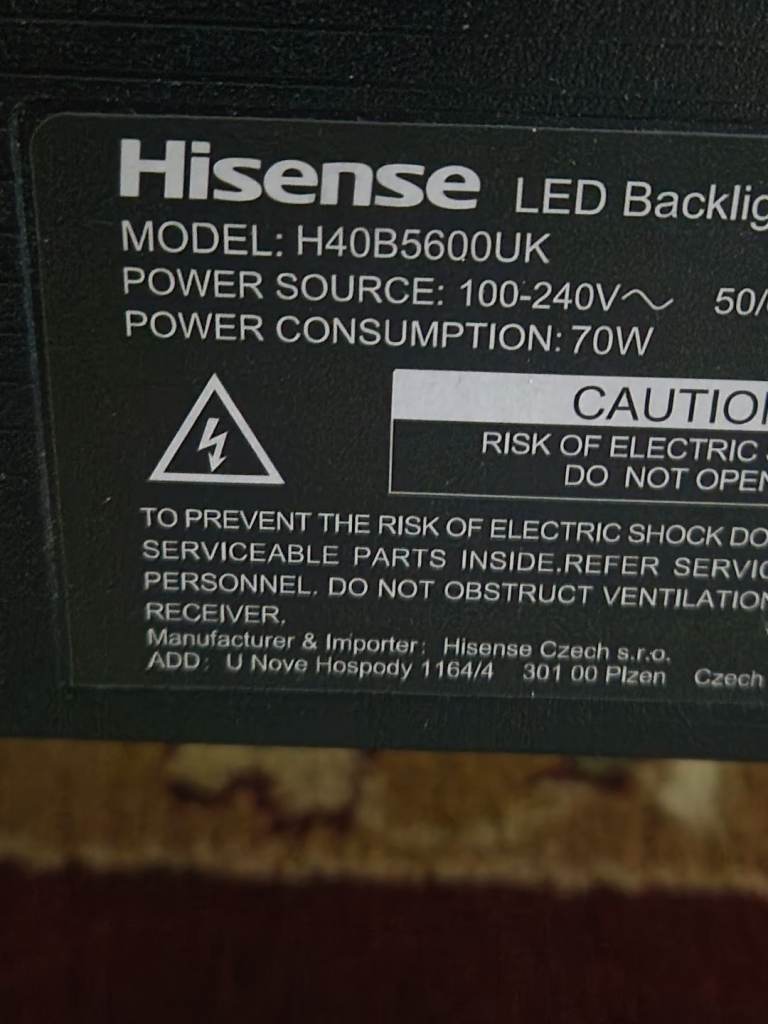 Hisense LED Backlig
MODEL: H40B5600UK
POWER SOURCE: 100-240V～ 50/
POWER CONSUMPTION: 70W
CAUTIO
RISK OF ELECTRIC
DO NOT OPEN
TO PREVENT THE RISK OF ELECTRIC SHOCK DO
SERVICEABLE PARTS INSIDE.REFER SERVIC
PERSONNEL. DO NOT OBSTRUCT VENTILATION
RECEIVER.
Manufacturer & Importer: Hisense Czech s.r.o.
ADD: U Nove Hospody 1164/4 301 00 Plzen Czech